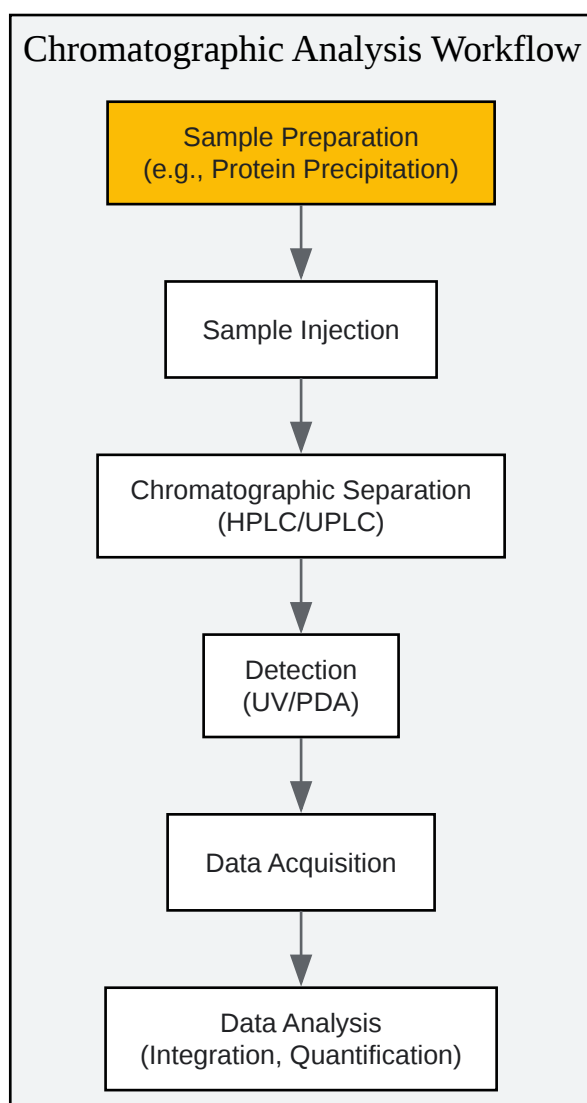 Chromatographic Analysis Workflow
Sample Preparation
(e.g., Protein Precipitation)
Sample Injection
Chromatographic Separation
(HPLC/UPLC)
Detection
(UV/PDA)
Data Acquisition
Data Analysis
(Integration, Quantification)